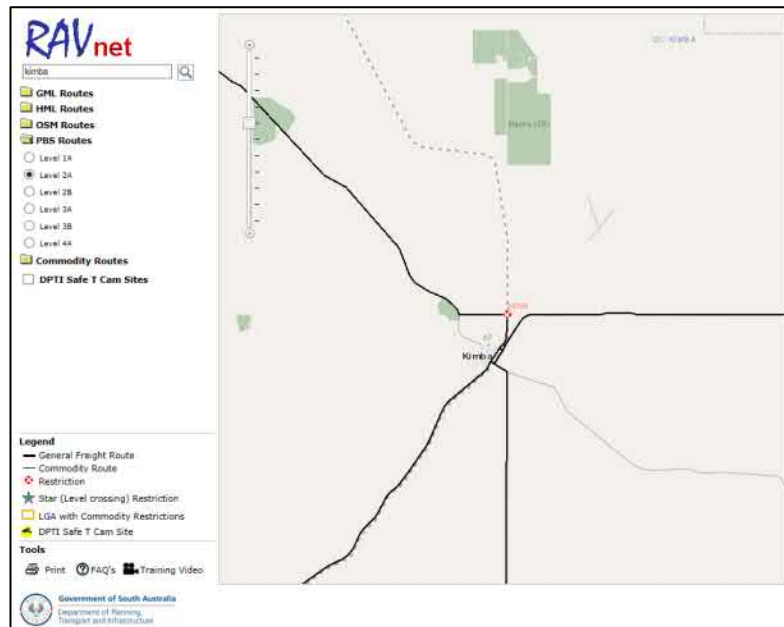 RAVnet
kimba
GML Routes
HML Routes
OSM Routes
PBS Routes
Level 1A
Level 2A
Level 2B
Level 3A
Level 3B
Level 4A
Commodity Routes
DPTI Safe T Cam Sites
Kimba
Legend
General Freight Route
Commodity Route
Restriction
Star (Level crossing) Restriction
LGA with Commodity Restrictions
DPTI Safe T Cam Site
Tools
Print FAQ's Training Video
Government of South Australia
Department of Planning,
Transport and Infrastructure